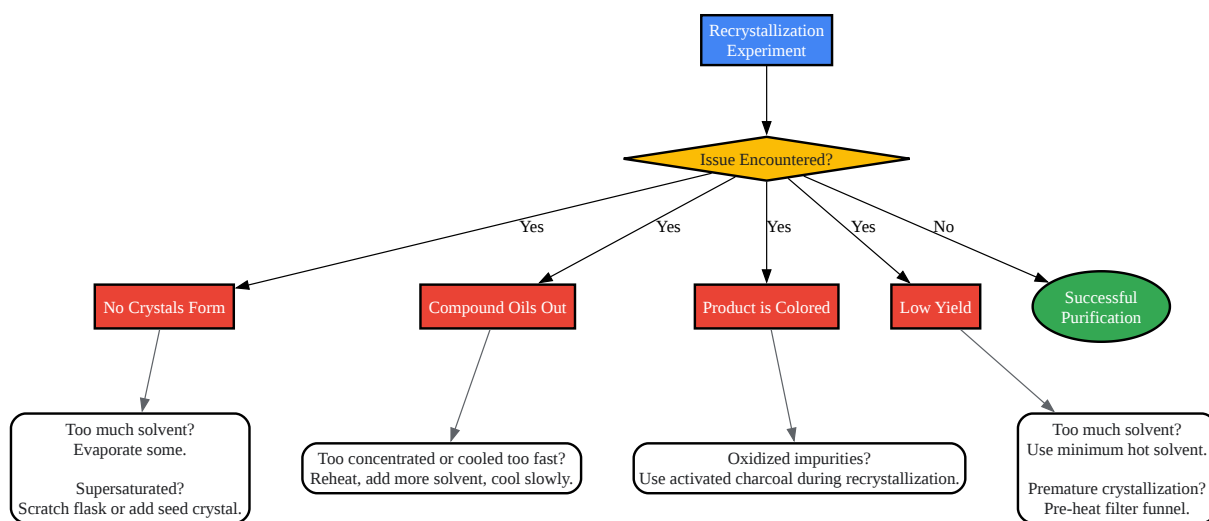 Recrystallization
Experiment
Issue Encountered?
Yes
Yes
Yes
Yes
No
No Crystals Form
Compound Oils Out
Product is Colored
Low Yield
Successful
Purification
Too much solvent?
Evaporate some.
Supersaturated?
Scratch flask or add seed crystal.
Too concentrated or cooled too fast?
Reheat, add more solvent, cool slowly.
Oxidized impurities?
Use activated charcoal during recrystallization.
Too much solvent?
Use minimum hot solvent.
Premature crystallization?
Pre-heat filter funnel.